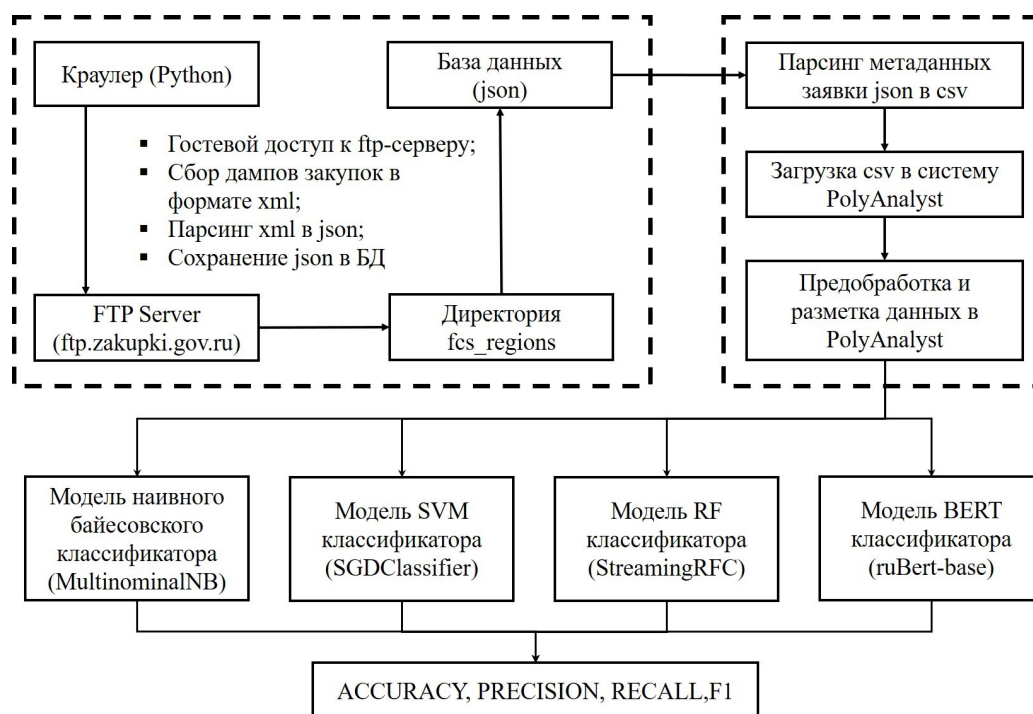 Краулер (Python)
База данных
(json)
Парсинг метаданных
заявки json в csv
▪ Гостевой доступ к ftp-серверу;
▪ Сбор дампов закупок в
формате xml;
▪ Парсинг xml в json;
▪ Сохранение json в БД
Загрузка csv в систему
PolyAnalyst
FTP Server
(ftp.zakupki.gov.ru)
Директория
fcs_regions
Предобработка и
разметка данных в
PolyAnalyst
Модель наивного
байесовского
классификатора
(MultinominalNB)
Модель SVM
классификатора
(SGDClassifier)
Модель RF
классификатора
(StreamingRFC)
Модель BERT
классификатора
(ruBert-base)
ACCURACY, PRECISION, RECALL,F1